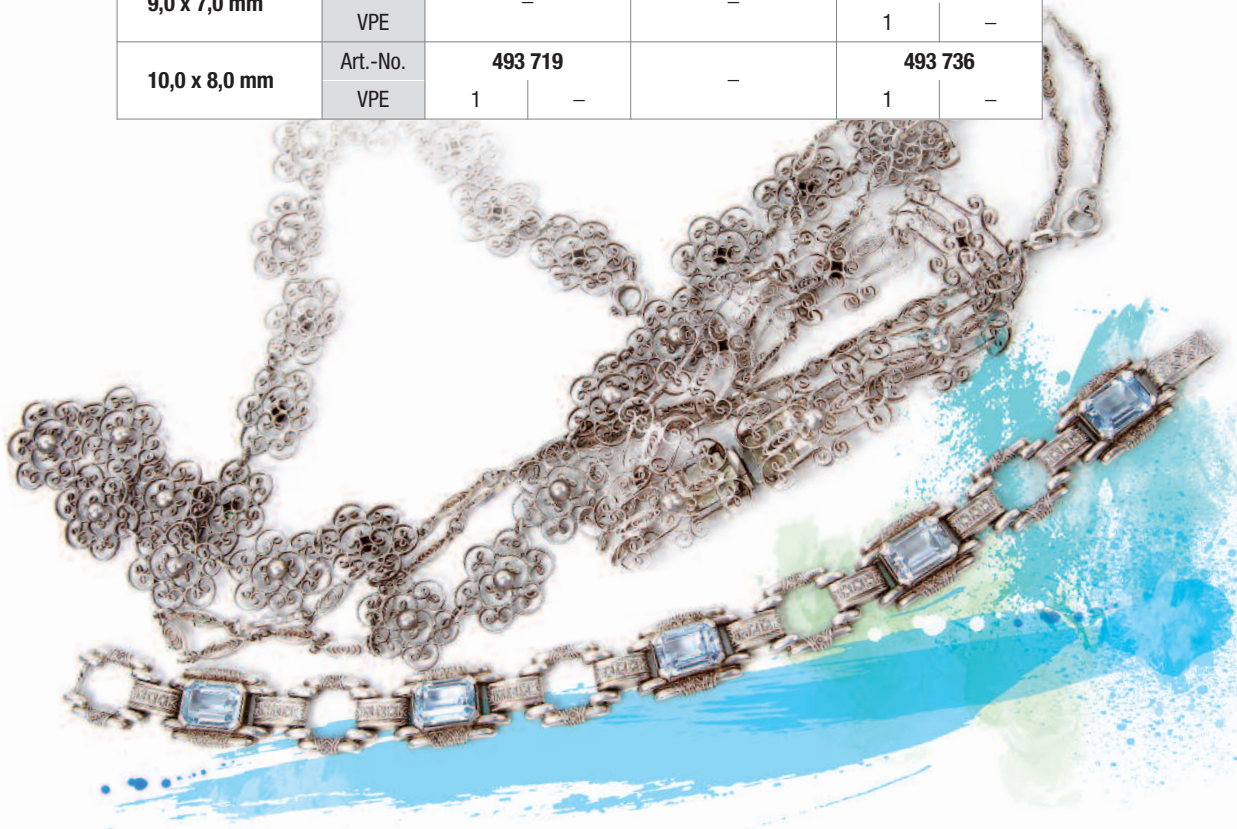 9,0 x 7,0 mm – –
VPE 1 –
Art.-No. 493 719 493 736
10,0 x 8,0 mm –
VPE 1 – 1 –